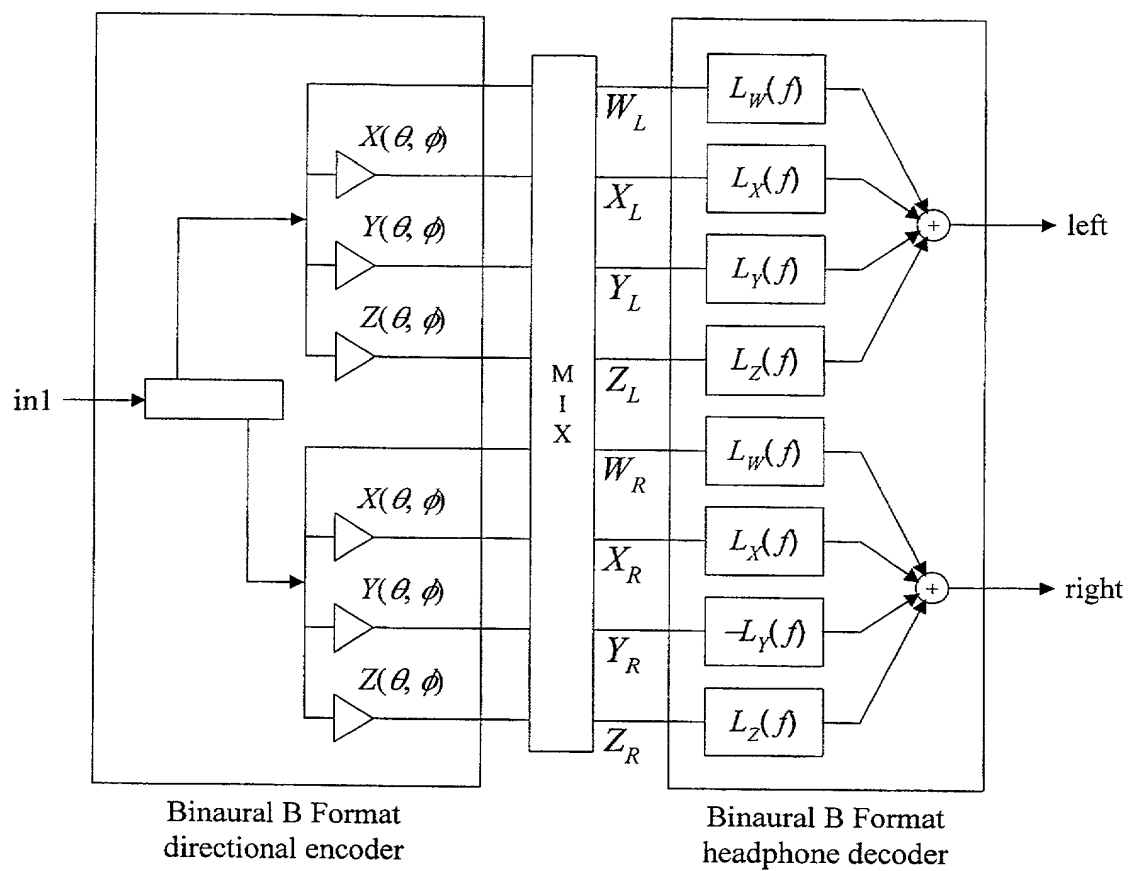 W_L
L_W(f)
X(θ, φ)
X_L
L_X(f)
Y(θ, φ)
Y_L
L_Y(f)
left
Z(θ, φ)
Z_L
L_Z(f)
in1
MIX
W_R
L_W(f)
X(θ, φ)
X_R
L_X(f)
Y(θ, φ)
Y_R
–L_Y(f)
right
Z(θ, φ)
Z_R
L_Z(f)
Binaural B Format
directional encoder
Binaural B Format
headphone decoder